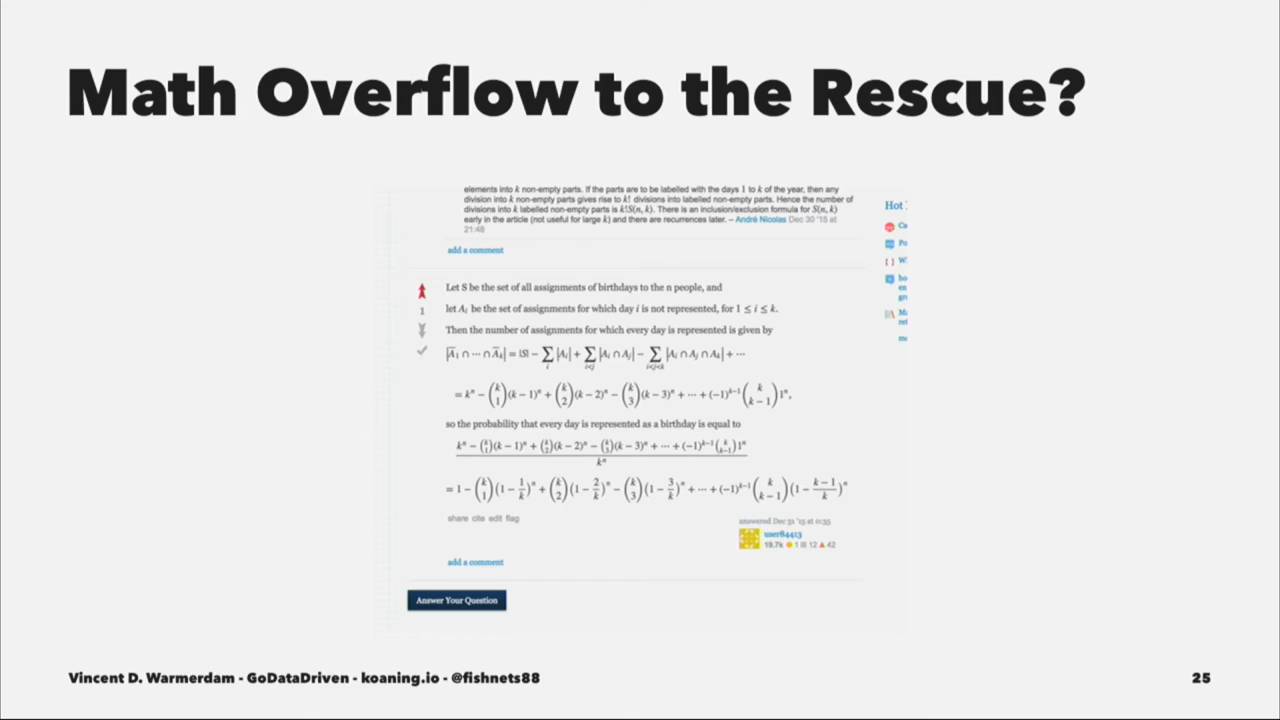 Math Overflow to the Rescue?
elements into k non-empty parts. If the parts are to be labelled with the days 1 to k of the year, then any
division into k non-empty parts gives rise to k! divisions into labelled non-empty parts. Hence the number of
divisions into k labelled non-empty parts is k!S(n, k). There is an inclusion/exclusion formula for S(n, k)
early in the article (not useful for large k) and there are recurrences later. – André Nicolas Dec 30 '15 at
21:48
add a comment
Hot
Ca
Po
W
ho
en
gr
Ma
rel
mo
Let S be the set of all assignments of birthdays to the n people, and
1
let Aᵢ be the set of assignments for which day i is not represented, for 1 ≤ i ≤ k.
Then the number of assignments for which every day is represented is given by
|A̅₁ ∩ ⋯ ∩ A̅ₖ| = |S| − ∑ᵢ |Aᵢ| + ∑_{i<j} |Aᵢ ∩ Aⱼ| − ∑_{i<j<k} |Aᵢ ∩ Aⱼ ∩ Aₖ| + ⋯
= kⁿ − (k 1)(k − 1)ⁿ + (k 2)(k − 2)ⁿ − (k 3)(k − 3)ⁿ + ⋯ + (−1)ᵏ⁻¹ (k k − 1)1ⁿ,
so the probability that every day is represented as a birthday is equal to
kⁿ − (k 1)(k − 1)ⁿ + (k 2)(k − 2)ⁿ − (k 3)(k − 3)ⁿ + ⋯ + (−1)ᵏ⁻¹ (k k−1)1ⁿ
kⁿ
= 1 − (k 1)(1 − 1/k)ⁿ + (k 2)(1 − 2/k)ⁿ − (k 3)(1 − 3/k)ⁿ + ⋯ + (−1)ᵏ⁻¹ (k k − 1)(1 − (k−1)/k)ⁿ
share cite edit flag
answered Dec 31 '15 at 0:35
user84413
19.7k 1 12 42
add a comment
Answer Your Question
Vincent D. Warmerdam - GoDataDriven - koaning.io - @fishnets88
25